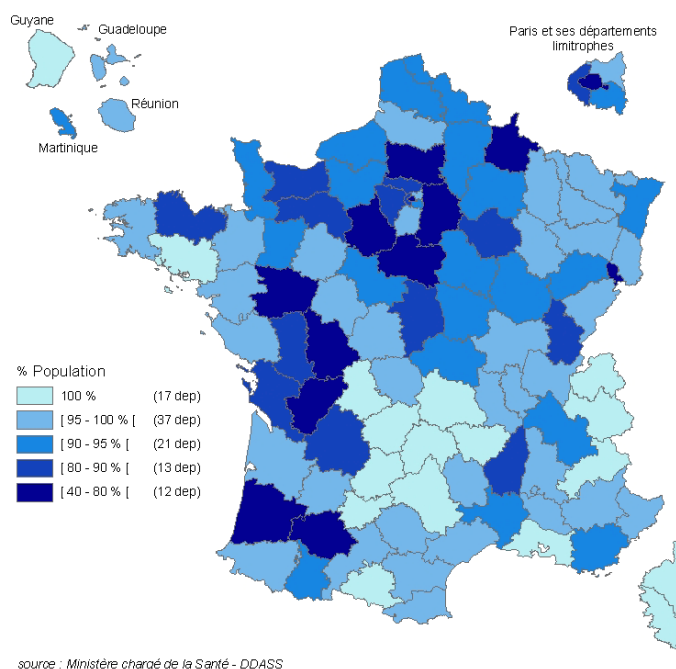 Guyane
Guadeloupe
Réunion
Martinique
Paris et ses départements
limitrophes
% Population
100 % (17 dep)
[ 95 - 100 % [ (37 dep)
[ 90 - 95 % [ (21 dep)
[ 80 - 90 % [ (13 dep)
[ 40 - 80 % [ (12 dep)
source : Ministère chargé de la Santé - DDASS